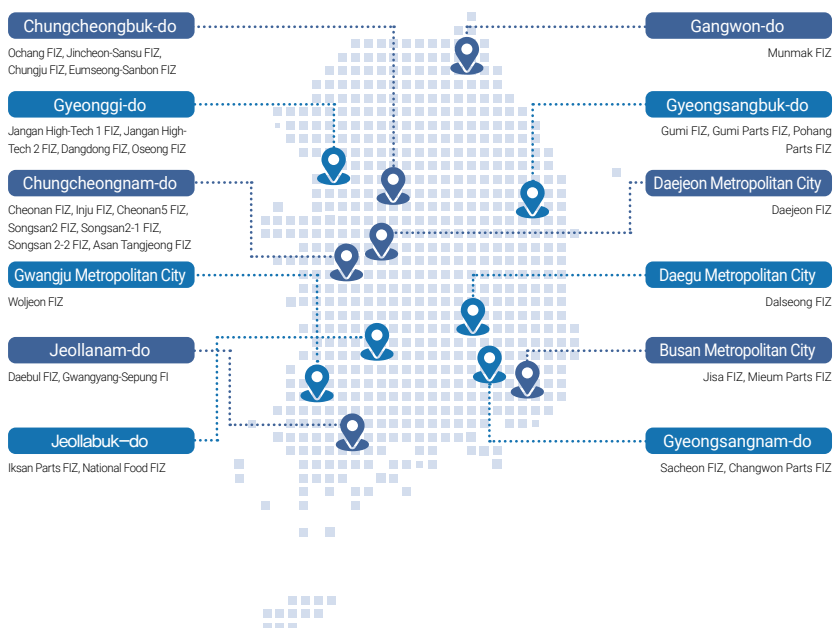 Chungcheongbuk-do
Ochang FIZ, Jincheon-Sansu FIZ,
Chungju FIZ, Eumseong-Sanbon FIZ
Gyeonggi-do
Jangan High-Tech 1 FIZ, Jangan High-
Tech 2 FIZ, Dangdong FIZ, Oseong FIZ
Chungcheongnam-do
Cheonan FIZ, Inju FIZ, Cheonan5 FIZ,
Songsan2 FIZ, Songsan2-1 FIZ,
Songsan 2-2 FIZ, Asan Tangjeong FIZ
Gwangju Metropolitan City
Woljeon FIZ
Jeollanam-do
Daebul FIZ, Gwangyang-Sepung FI
Jeollabuk–do
Iksan Parts FIZ, National Food FIZ
Gangwon-do
Munmak FIZ
Gyeongsangbuk-do
Gumi FIZ, Gumi Parts FIZ, Pohang
Parts FIZ
Daejeon Metropolitan City
Daejeon FIZ
Daegu Metropolitan City
Dalseong FIZ
Busan Metropolitan City
Jisa FIZ, Mieum Parts FIZ
Gyeongsangnam-do
Sacheon FIZ, Changwon Parts FIZ